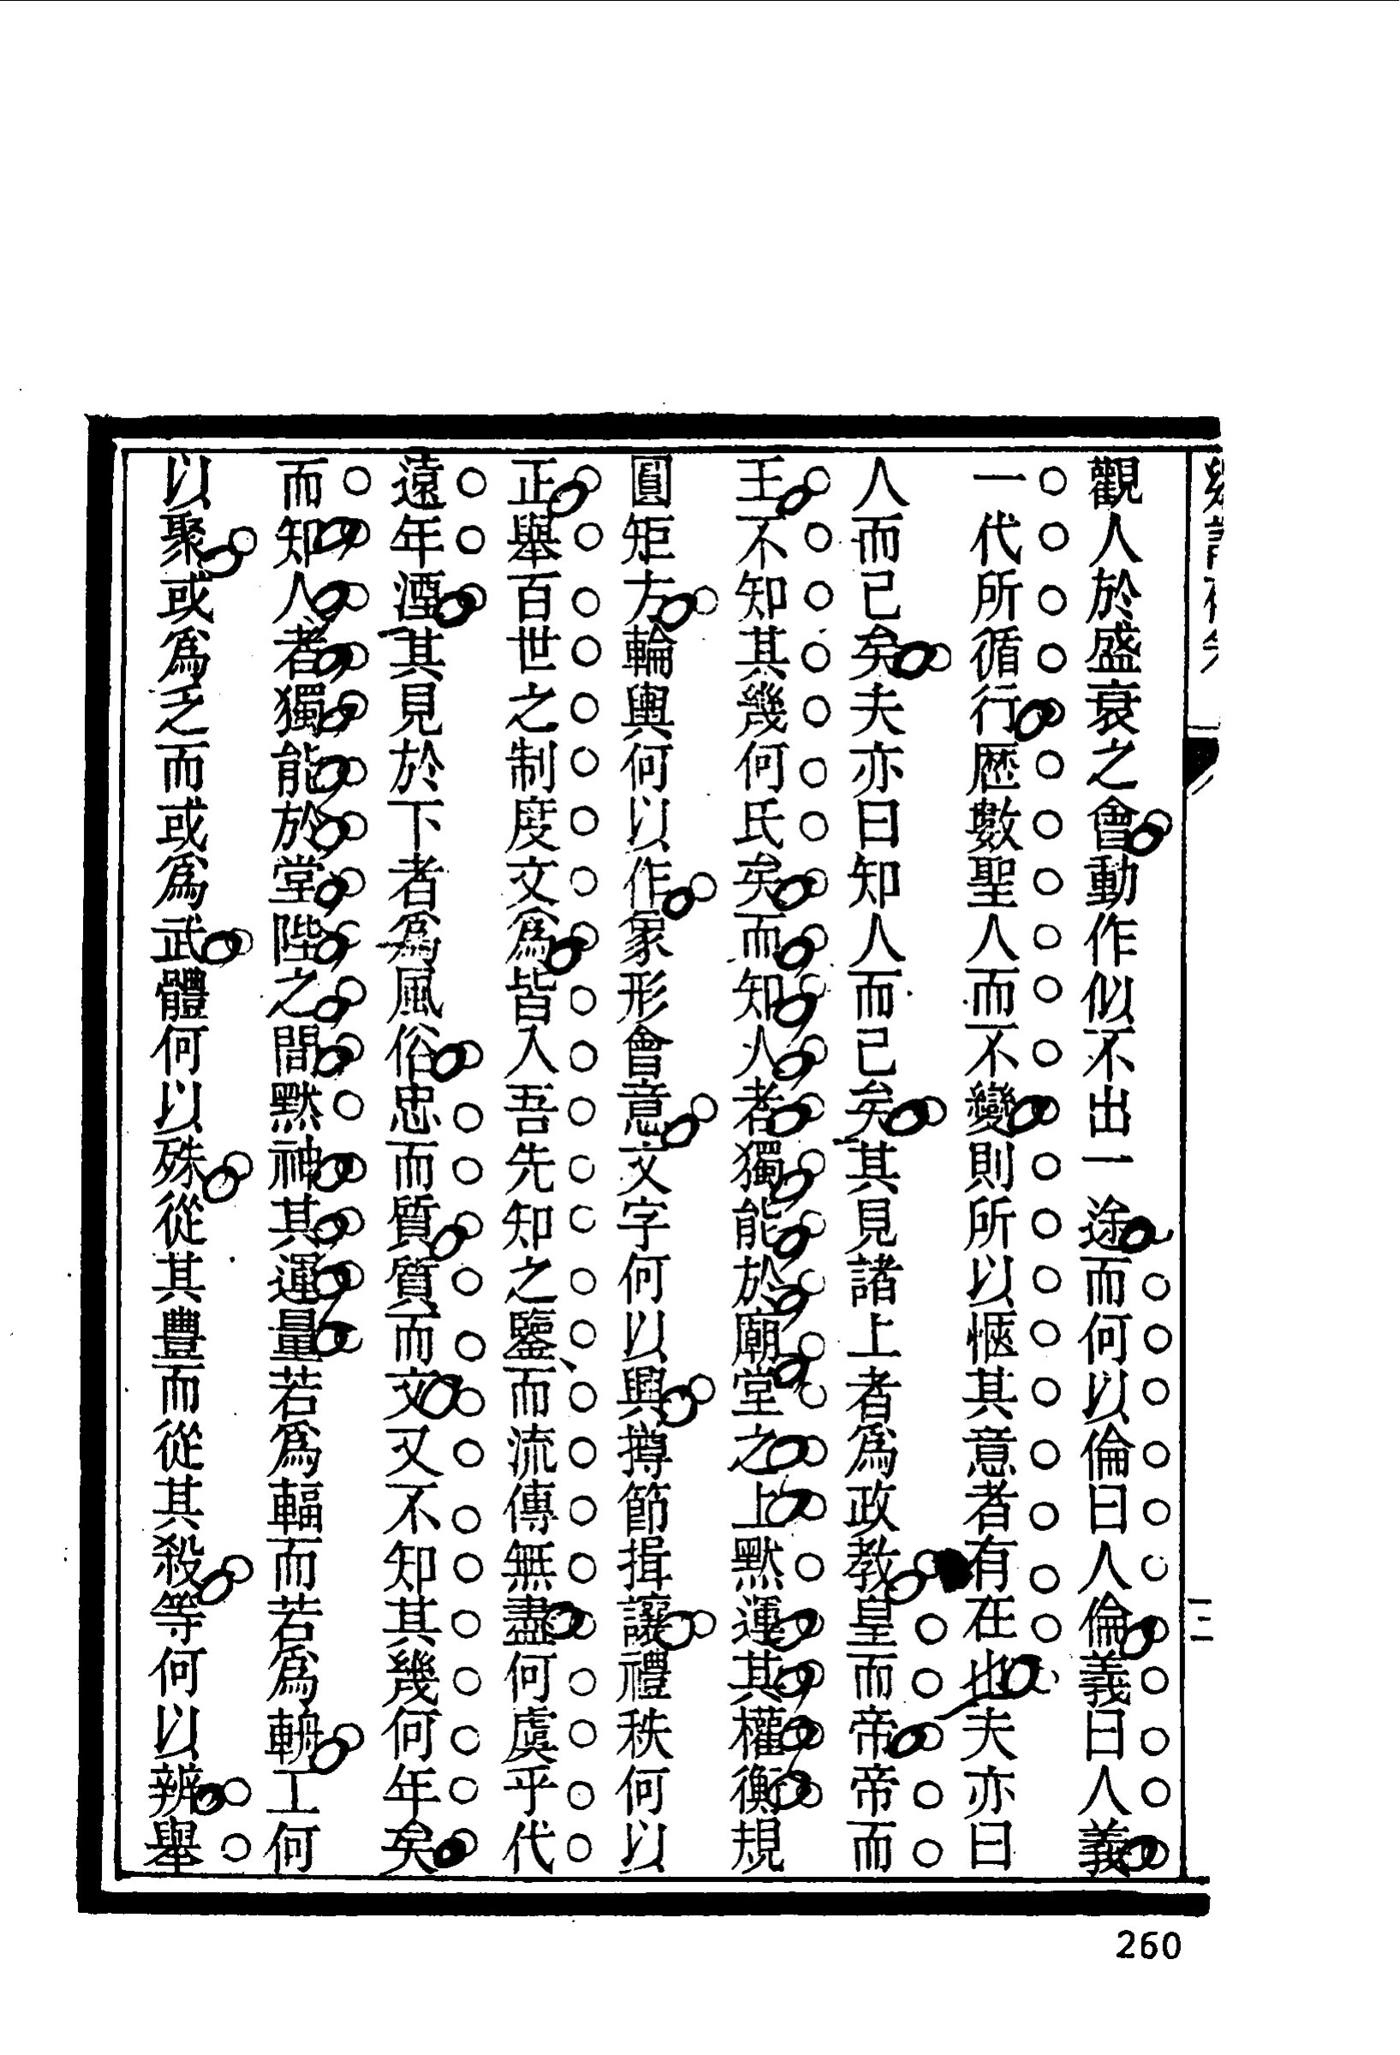 觀人於盛衰之會動作似不出一途而何以倫曰人倫義曰人義
一代所循行歷數聖人而不變則所以愜其意者有在也夫亦曰
人而已矣夫亦曰知人而已矣其見諸上者爲政教皇而帝帝而
王不知其幾何氏矣而知人者獨能於廟堂之上默運其權衡規
圓矩方輪輿何以作象形會意文字何以興撙節揖讓禮秩何以
正舉百世之制度文爲皆入吾先知之鑒而流傳無盡何虞乎代
遠年湮其見於下者爲風俗忠而質質而文又不知其幾何年矣
而知人者獨能於堂陛之間默神其運量若爲輻而若爲輈工何
以聚或爲乏而或爲武體何以殊從其豐而從其殺等何以辨舉
三
260